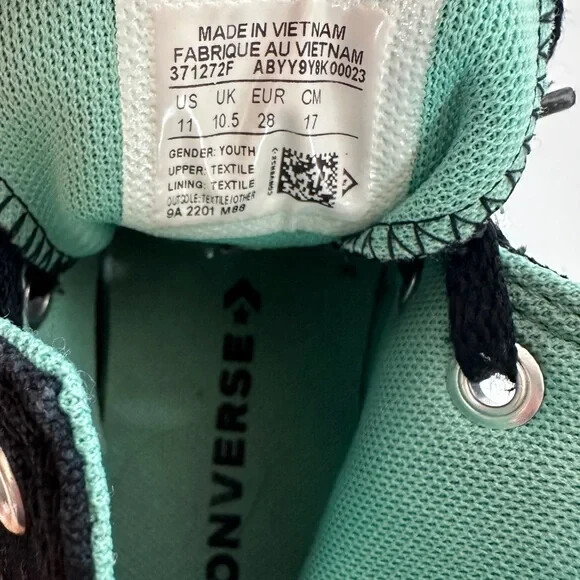 MADE IN VIETNAM
FABRIQUE AU VIETNAM
371272F ABYY9Y8K00023
US UK EUR CM
11 10.5 28 17
GENDER: YOUTH
UPPER: TEXTILE
LINING: TEXTILE
OUTSOLE: TEXTILE/OTHER
9A 2201 M88
CONVERSE
CONVERSE